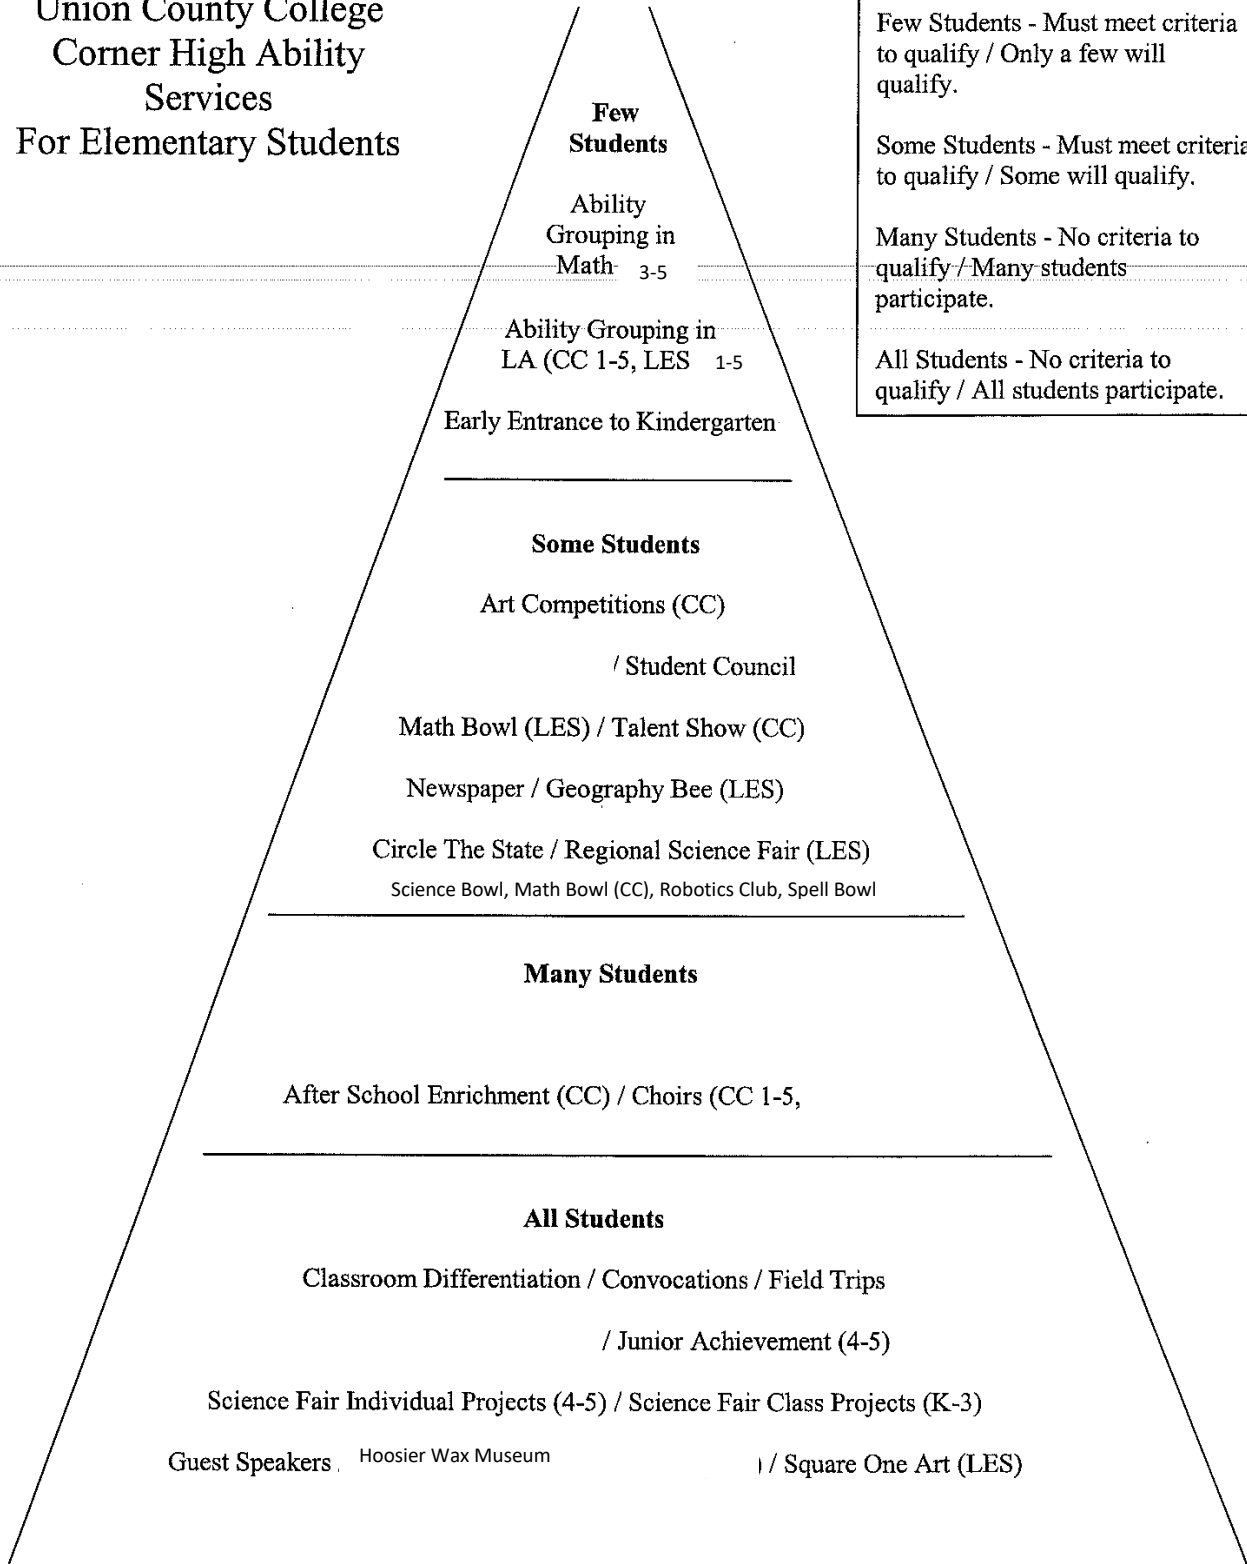 Union County College
Corner High Ability
Services
For Elementary Students
Few Students - Must meet criteria
to qualify / Only a few will
qualify.
Some Students - Must meet criteria
to qualify / Some will qualify.
Many Students - No criteria to
qualify / Many students
participate.
All Students - No criteria to
qualify / All students participate.
Few
Students
Ability
Grouping in
Math 3-5
Ability Grouping in
LA (CC 1-5, LES 1-5
Early Entrance to Kindergarten
Some Students
Art Competitions (CC)
/ Student Council
Math Bowl (LES) / Talent Show (CC)
Newspaper / Geography Bee (LES)
Circle The State / Regional Science Fair (LES)
Science Bowl, Math Bowl (CC), Robotics Club, Spell Bowl
Many Students
After School Enrichment (CC) / Choirs (CC 1-5,
All Students
Classroom Differentiation / Convocations / Field Trips
/ Junior Achievement (4-5)
Science Fair Individual Projects (4-5) / Science Fair Class Projects (K-3)
Guest Speakers Hoosier Wax Museum ) / Square One Art (LES)